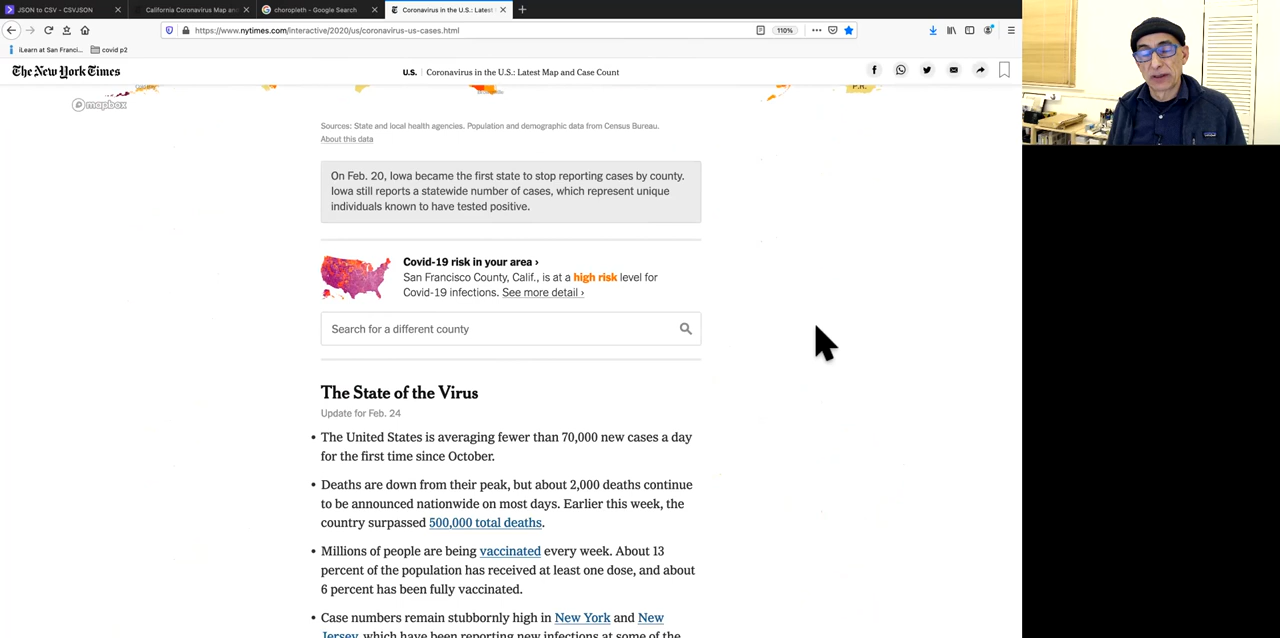 JSON to CSV - CSVJSON
California Coronavirus Map and
choropleth - Google Search
Coronavirus in the U.S.: Latest
https://www.nytimes.com/interactive/2020/us/coronavirus-us-cases.html
110%
iLearn at San Franci...
covid p2
The New York Times
U.S. | Coronavirus in the U.S.: Latest Map and Case Count
mapbox
P.R.
Sources: State and local health agencies. Population and demographic data from Census Bureau.
About this data
On Feb. 20, Iowa became the first state to stop reporting cases by county.
Iowa still reports a statewide number of cases, which represent unique
individuals known to have tested positive.
Covid-19 risk in your area ›
San Francisco County, Calif., is at a high risk level for
Covid-19 infections. See more detail ›
Search for a different county
The State of the Virus
Update for Feb. 24
• The United States is averaging fewer than 70,000 new cases a day
for the first time since October.
• Deaths are down from their peak, but about 2,000 deaths continue
to be announced nationwide on most days. Earlier this week, the
country surpassed 500,000 total deaths.
• Millions of people are being vaccinated every week. About 13
percent of the population has received at least one dose, and about
6 percent has been fully vaccinated.
• Case numbers remain stubbornly high in New York and New
Jersey, which have been reporting new infections at some of the